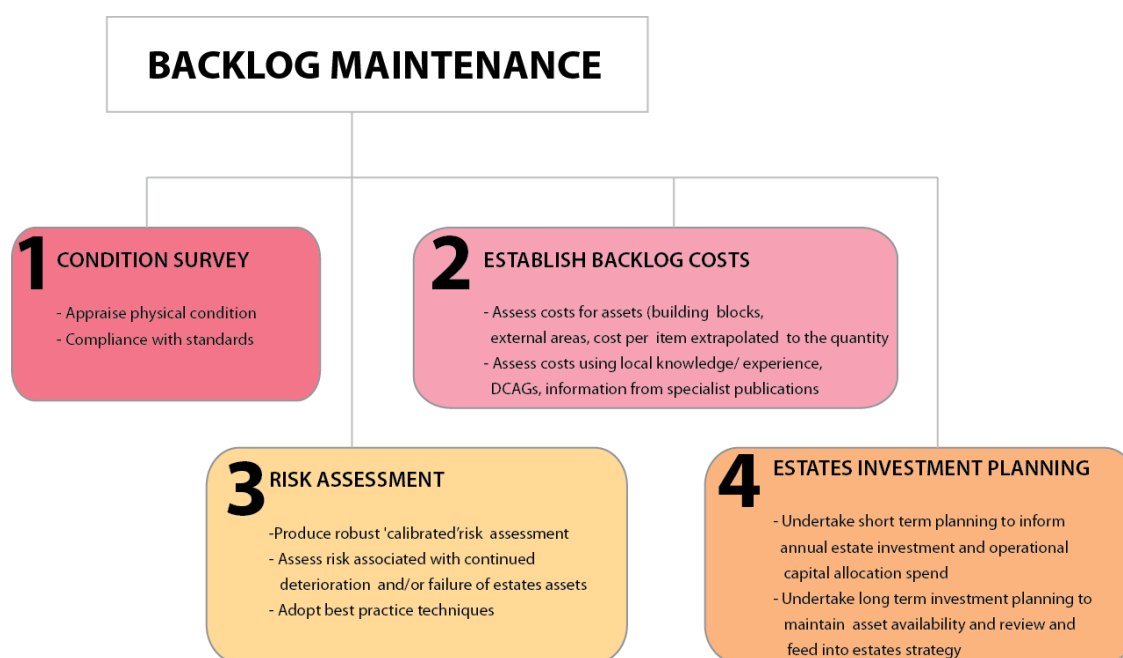 BACKLOG MAINTENANCE
1 CONDITION SURVEY
- Appraise physical condition
- Compliance with standards
2 ESTABLISH BACKLOG COSTS
- Assess costs for assets (building blocks,
external areas, cost per item extrapolated to the quantity
- Assess costs using local knowledge/ experience,
DCAGs, information from specialist publications
3 RISK ASSESSMENT
-Produce robust 'calibrated'risk assessment
- Assess risk associated with continued
deterioration and/or failure of estates assets
- Adopt best practice techniques
4 ESTATES INVESTMENT PLANNING
- Undertake short term planning to inform
annual estate investment and operational
capital allocation spend
- Undertake long term investment planning to
maintain asset availability and review and
feed into estates strategy